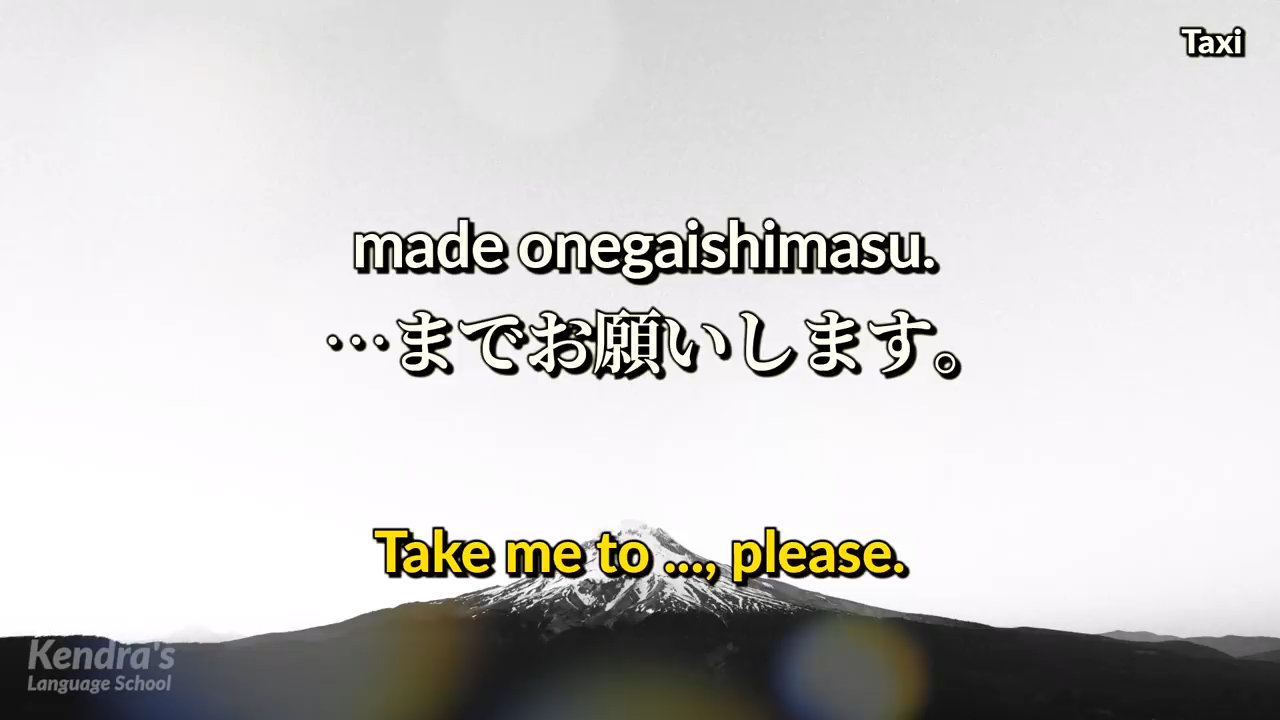 Taxi
made onegaishimasu.
…までお願いします。
Take me to ..., please.
Kendra's
Language School